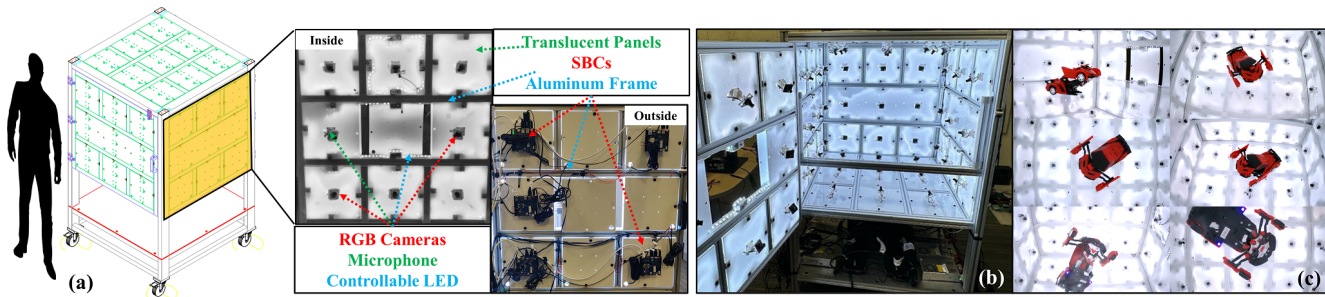 (a)
Inside
Translucent Panels
SBCs
Aluminum Frame
Outside
RGB Cameras
Microphone
Controllable LED
(b)
(c)